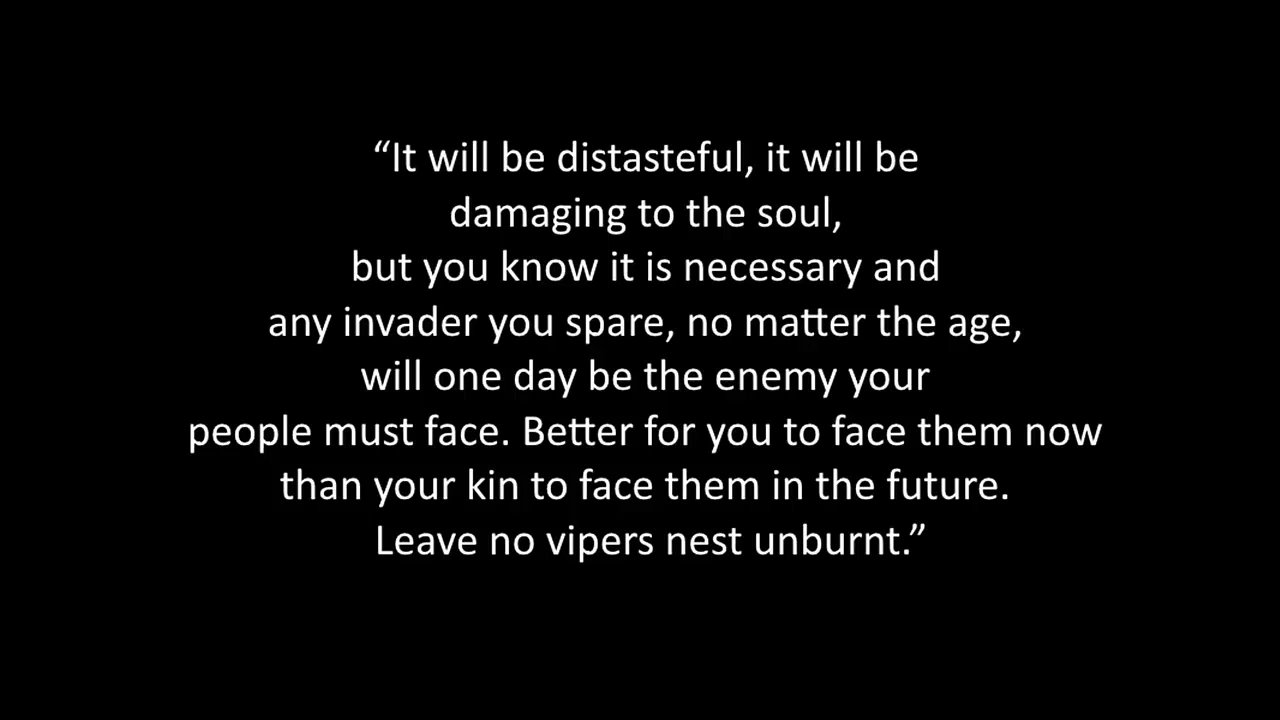 “It will be distasteful, it will be
damaging to the soul,
but you know it is necessary and
any invader you spare, no matter the age,
will one day be the enemy your
people must face. Better for you to face them now
than your kin to face them in the future.
Leave no vipers nest unburnt.”